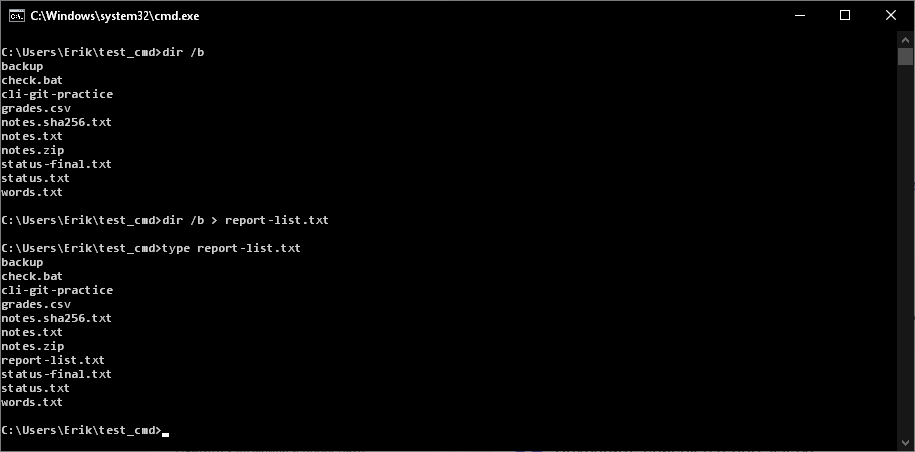 C:\Windows\system32\cmd.exe
C:\Users\Erik\test_cmd>dir /b
backup
check.bat
cli-git-practice
grades.csv
notes.sha256.txt
notes.txt
notes.zip
status-final.txt
status.txt
words.txt
C:\Users\Erik\test_cmd>dir /b > report-list.txt
C:\Users\Erik\test_cmd>type report-list.txt
backup
check.bat
cli-git-practice
grades.csv
notes.sha256.txt
notes.txt
notes.zip
report-list.txt
status-final.txt
status.txt
words.txt
C:\Users\Erik\test_cmd>